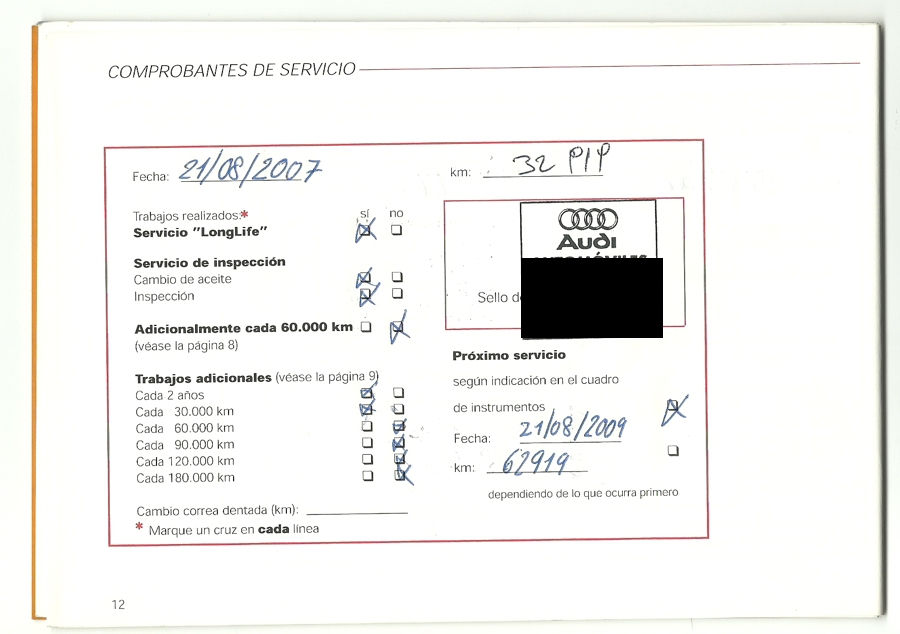 COMPROBANTES DE SERVICIO
Fecha: 21/08/2007
km: 32 919
Trabajos realizados:*
sí no
Servicio "LongLife"
Servicio de inspección
Cambio de aceite
Inspección
Adicionalmente cada 60.000 km
(véase la página 8)
Trabajos adicionales (véase la página 9)
Cada 2 años
Cada 30.000 km
Cada 60.000 km
Cada 90.000 km
Cada 120.000 km
Cada 180.000 km
Cambio correa dentada (km):
* Marque un cruz en cada línea
Audi
Sello
Próximo servicio
según indicación en el cuadro
de instrumentos
Fecha: 21/08/2009
km: 62919
dependiendo de lo que ocurra primero
12